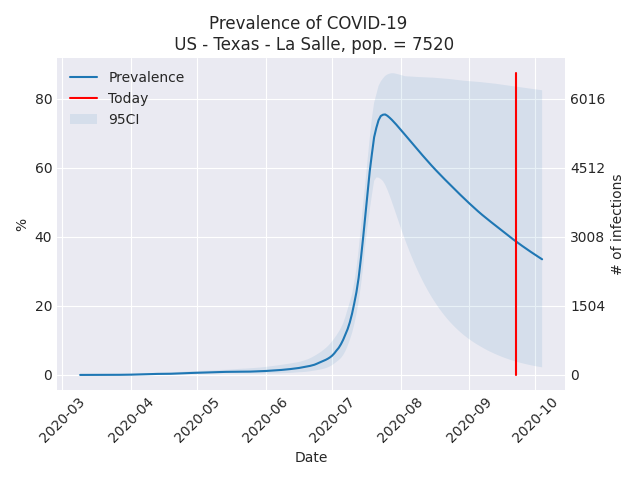 Prevalence of COVID-19
US - Texas - La Salle, pop. = 7520
Prevalence
Today
95CI
80
60
40
20
0
%
6016
4512
3008
1504
0
# of infections
2020-03
2020-04
2020-05
2020-06
2020-07
2020-08
2020-09
2020-10
Date